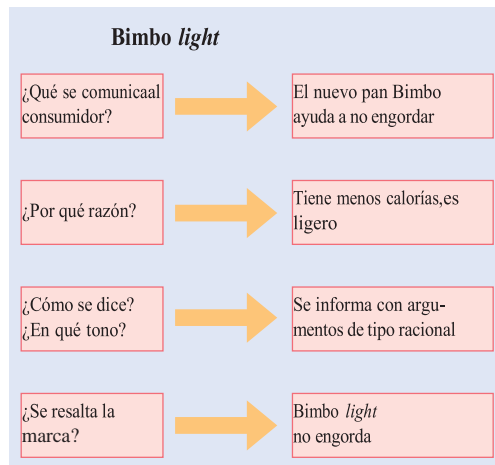 Bimbo light
¿Qué se comunicaal
consumidor?
El nuevo pan Bimbo
ayuda a no engordar
¿Por qué razón?
Tiene menos calorías,es
ligero
¿Cómo se dice?
¿En qué tono?
Se informa con argu-
mentos de tipo racional
¿Se resalta la
marca?
Bimbo light
no engorda